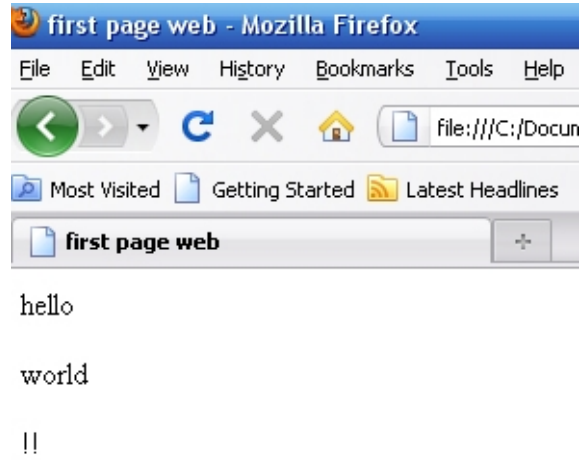 first page web - Mozilla Firefox
File Edit View History Bookmarks Tools Help
file:///C:/Docum
Most Visited Getting Started Latest Headlines
first page web
hello
world
!!